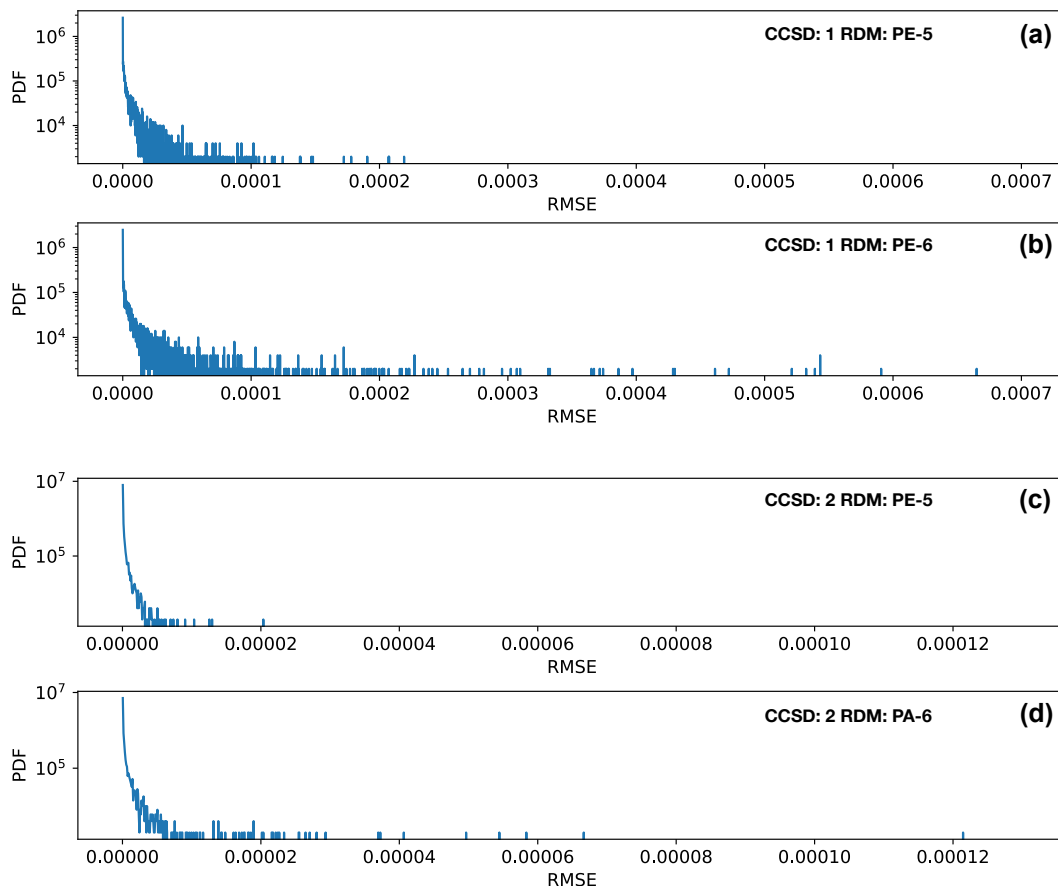 CCSD: 1 RDM: PE-5 (a)
10⁶
10⁵
10⁴
PDF
0.0000 0.0001 0.0002 0.0003 0.0004 0.0005 0.0006 0.0007
RMSE
CCSD: 1 RDM: PE-6 (b)
10⁶
10⁵
10⁴
PDF
0.0000 0.0001 0.0002 0.0003 0.0004 0.0005 0.0006 0.0007
RMSE
CCSD: 2 RDM: PE-5 (c)
10⁷
10⁵
PDF
0.00000 0.00002 0.00004 0.00006 0.00008 0.00010 0.00012
RMSE
CCSD: 2 RDM: PA-6 (d)
10⁷
10⁵
PDF
0.00000 0.00002 0.00004 0.00006 0.00008 0.00010 0.00012
RMSE